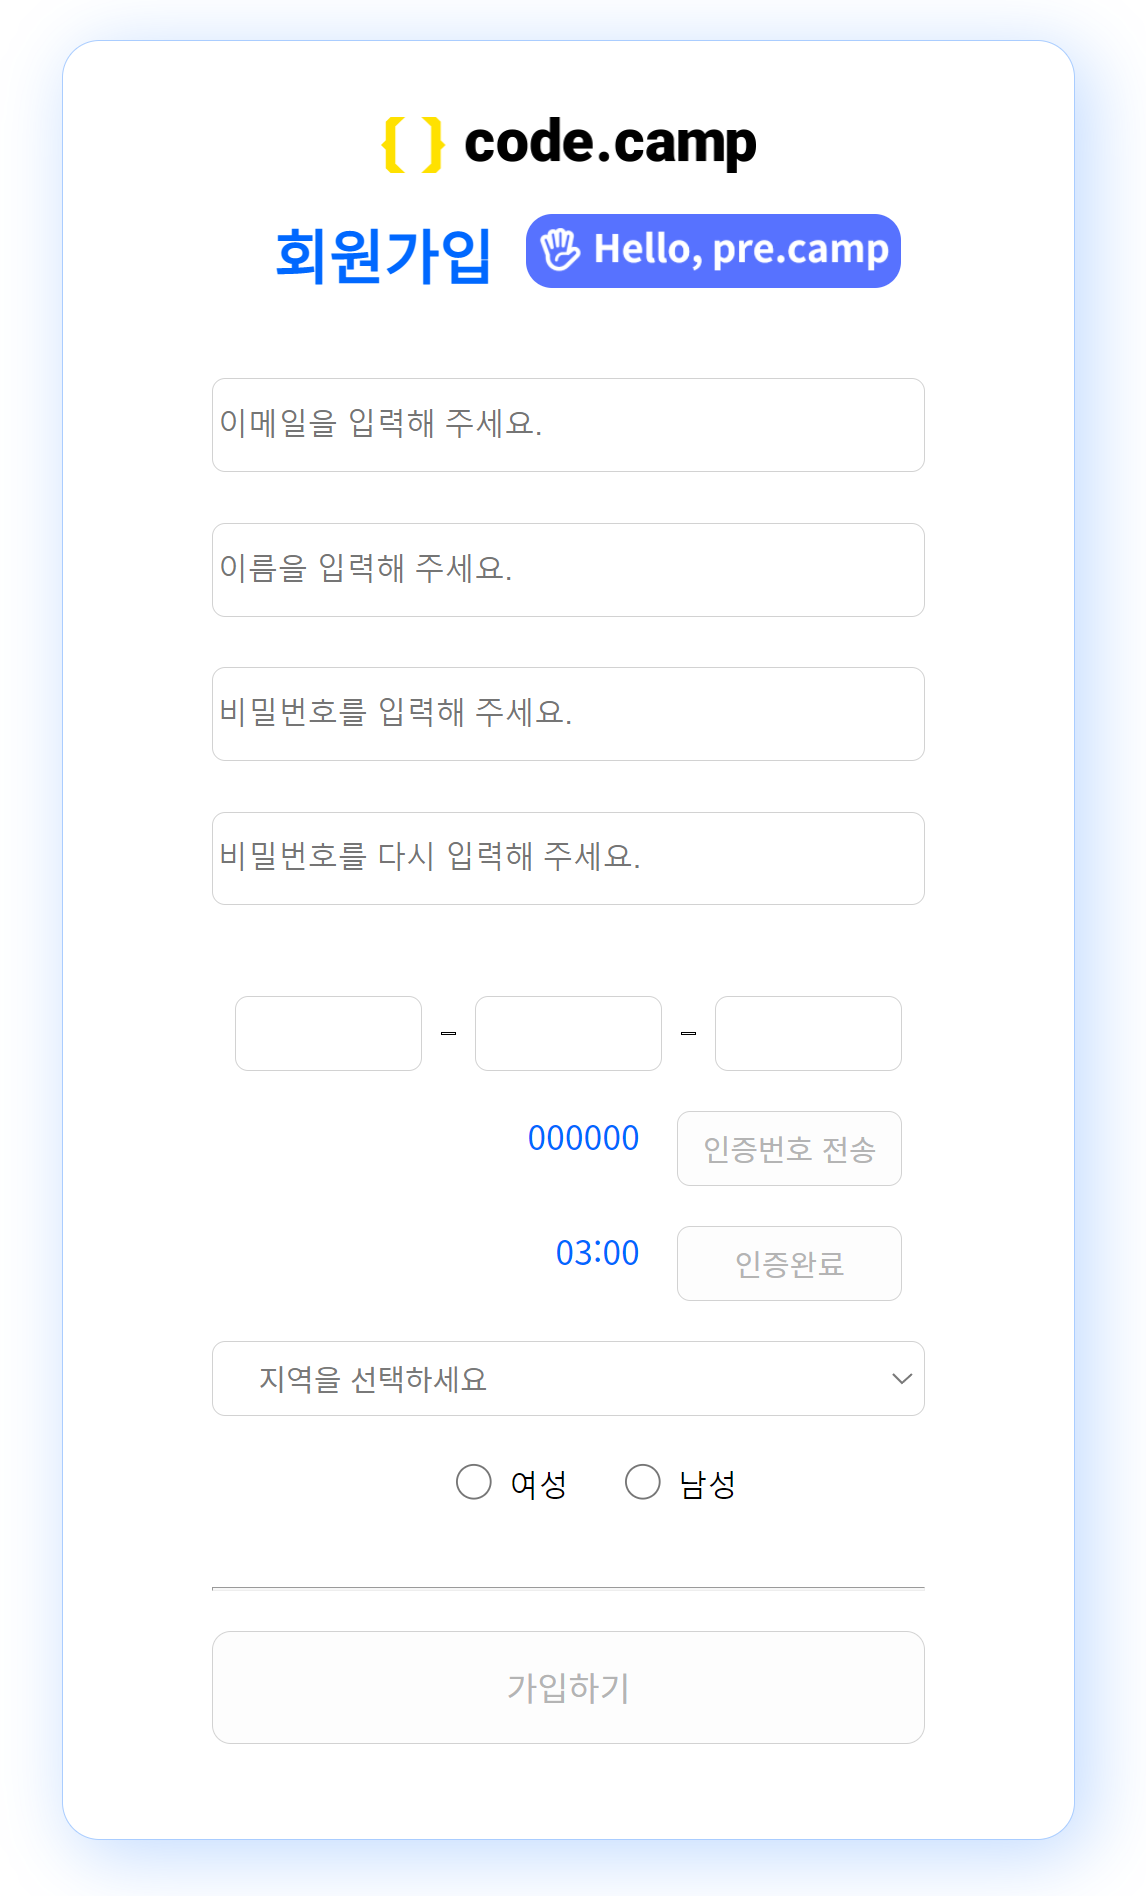 { } code.camp
회원가입 Hello, pre.camp
이메일을 입력해 주세요.
이름을 입력해 주세요.
비밀번호를 입력해 주세요.
비밀번호를 다시 입력해 주세요.
- -
000000 인증번호 전송
03:00 인증완료
지역을 선택하세요
여성 남성
가입하기